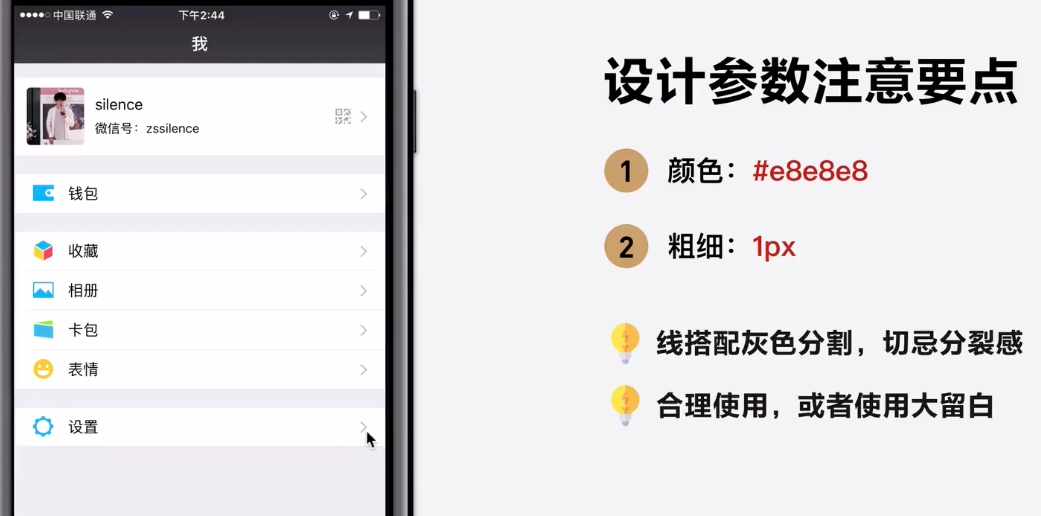 中国联通
下午2:44
我
silence
微信号：zssilence
钱包
收藏
相册
卡包
表情
设置
设计参数注意要点
1 颜色：#e8e8e8
2 粗细：1px
线搭配灰色分割，切忌分裂感
合理使用，或者使用大留白